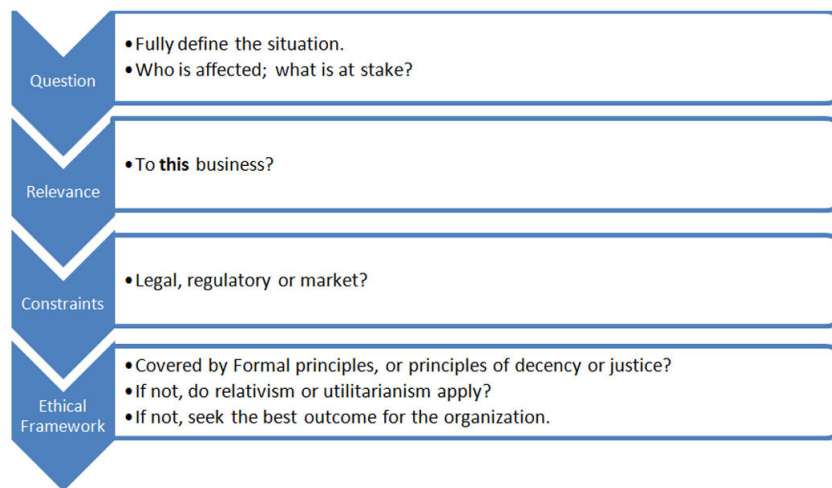 Question
•Fully define the situation.
•Who is affected; what is at stake?
Relevance
•To this business?
Constraints
•Legal, regulatory or market?
Ethical
Framework
•Covered by Formal principles, or principles of decency or justice?
•If not, do relativism or utilitarianism apply?
•If not, seek the best outcome for the organization.